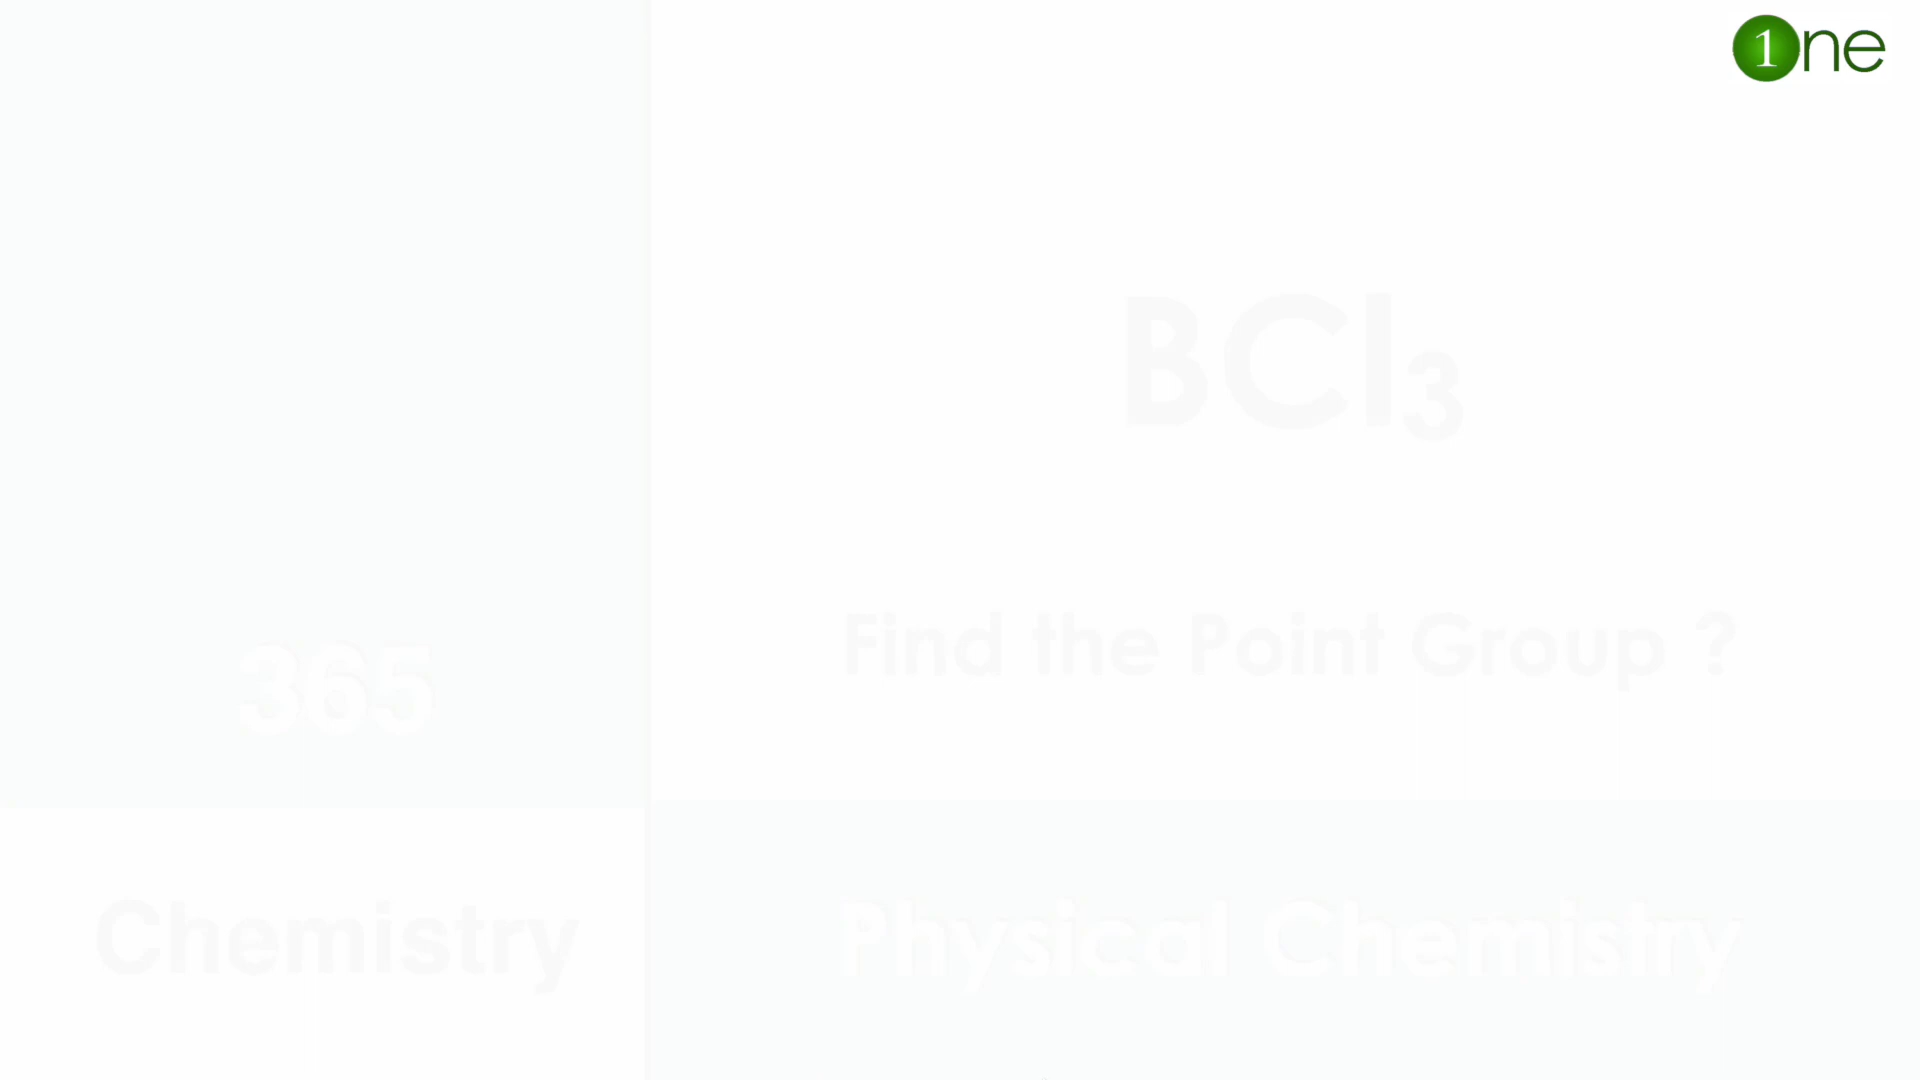 1ne
BCl3
Find the Point Group ?
365
Chemistry
Physical Chemistry